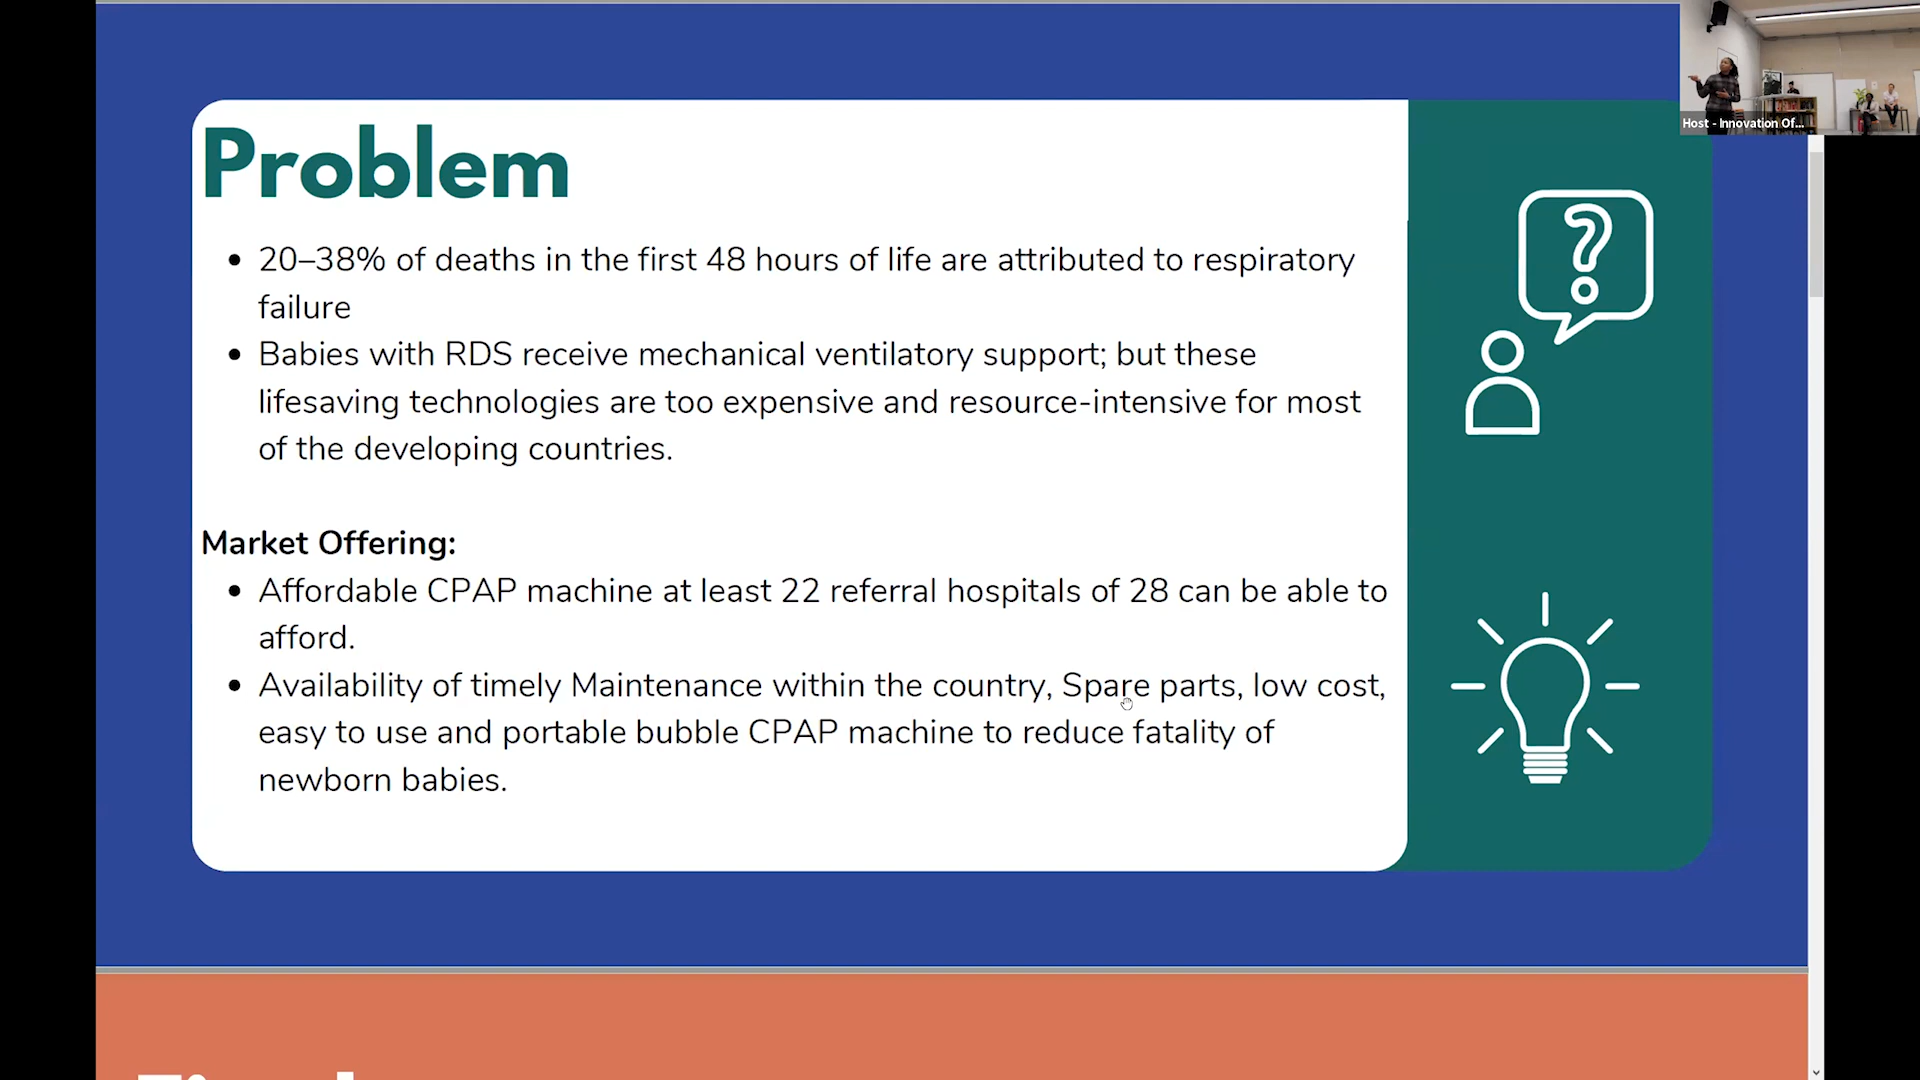 Host - Innovation Of...
Problem
• 20–38% of deaths in the first 48 hours of life are attributed to respiratory
failure
• Babies with RDS receive mechanical ventilatory support; but these
lifesaving technologies are too expensive and resource-intensive for most
of the developing countries.
Market Offering:
• Affordable CPAP machine at least 22 referral hospitals of 28 can be able to
afford.
• Availability of timely Maintenance within the country, Spare parts, low cost,
easy to use and portable bubble CPAP machine to reduce fatality of
newborn babies.